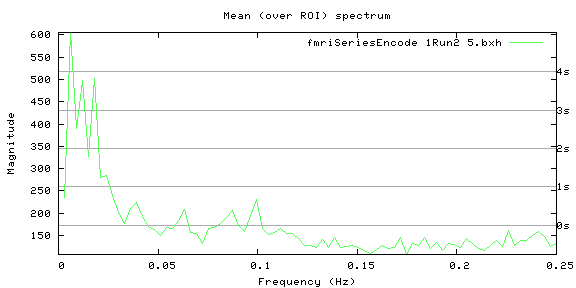 Mean (over ROI) spectrum
fmriSeriesEncode 1Run2 5.bxh
600
550
500
450
400
350
300
250
200
150
4s
3s
2s
1s
0s
Magnitude
0 0.05 0.1 0.15 0.2 0.25
Frequency (Hz)